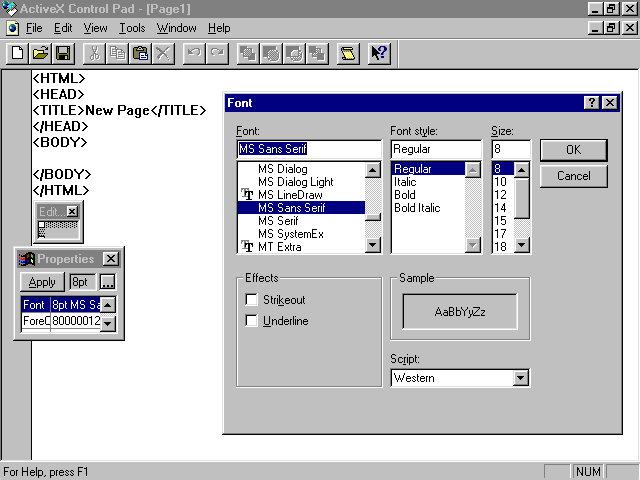 ActiveX Control Pad - [Page1]
File Edit View Tools Window Help
<HTML>
<HEAD>
<TITLE>New Page</TITLE>
</HEAD>
<BODY>
</BODY>
</HTML>
Edit...
Properties
Apply 8pt ...
Font 8pt MS Sa
ForeC 80000012
Font
Font: Font style: Size:
MS Sans Serif Regular 8
MS Dialog
MS Dialog Light
MS LineDraw
MS Sans Serif
MS Serif
MS SystemEx
MT Extra
Regular
Italic
Bold
Bold Italic
8
10
12
14
15
17
18
OK
Cancel
Effects
Strikeout
Underline
Sample
AaBbYyZz
Script:
Western
For Help, press F1
NUM